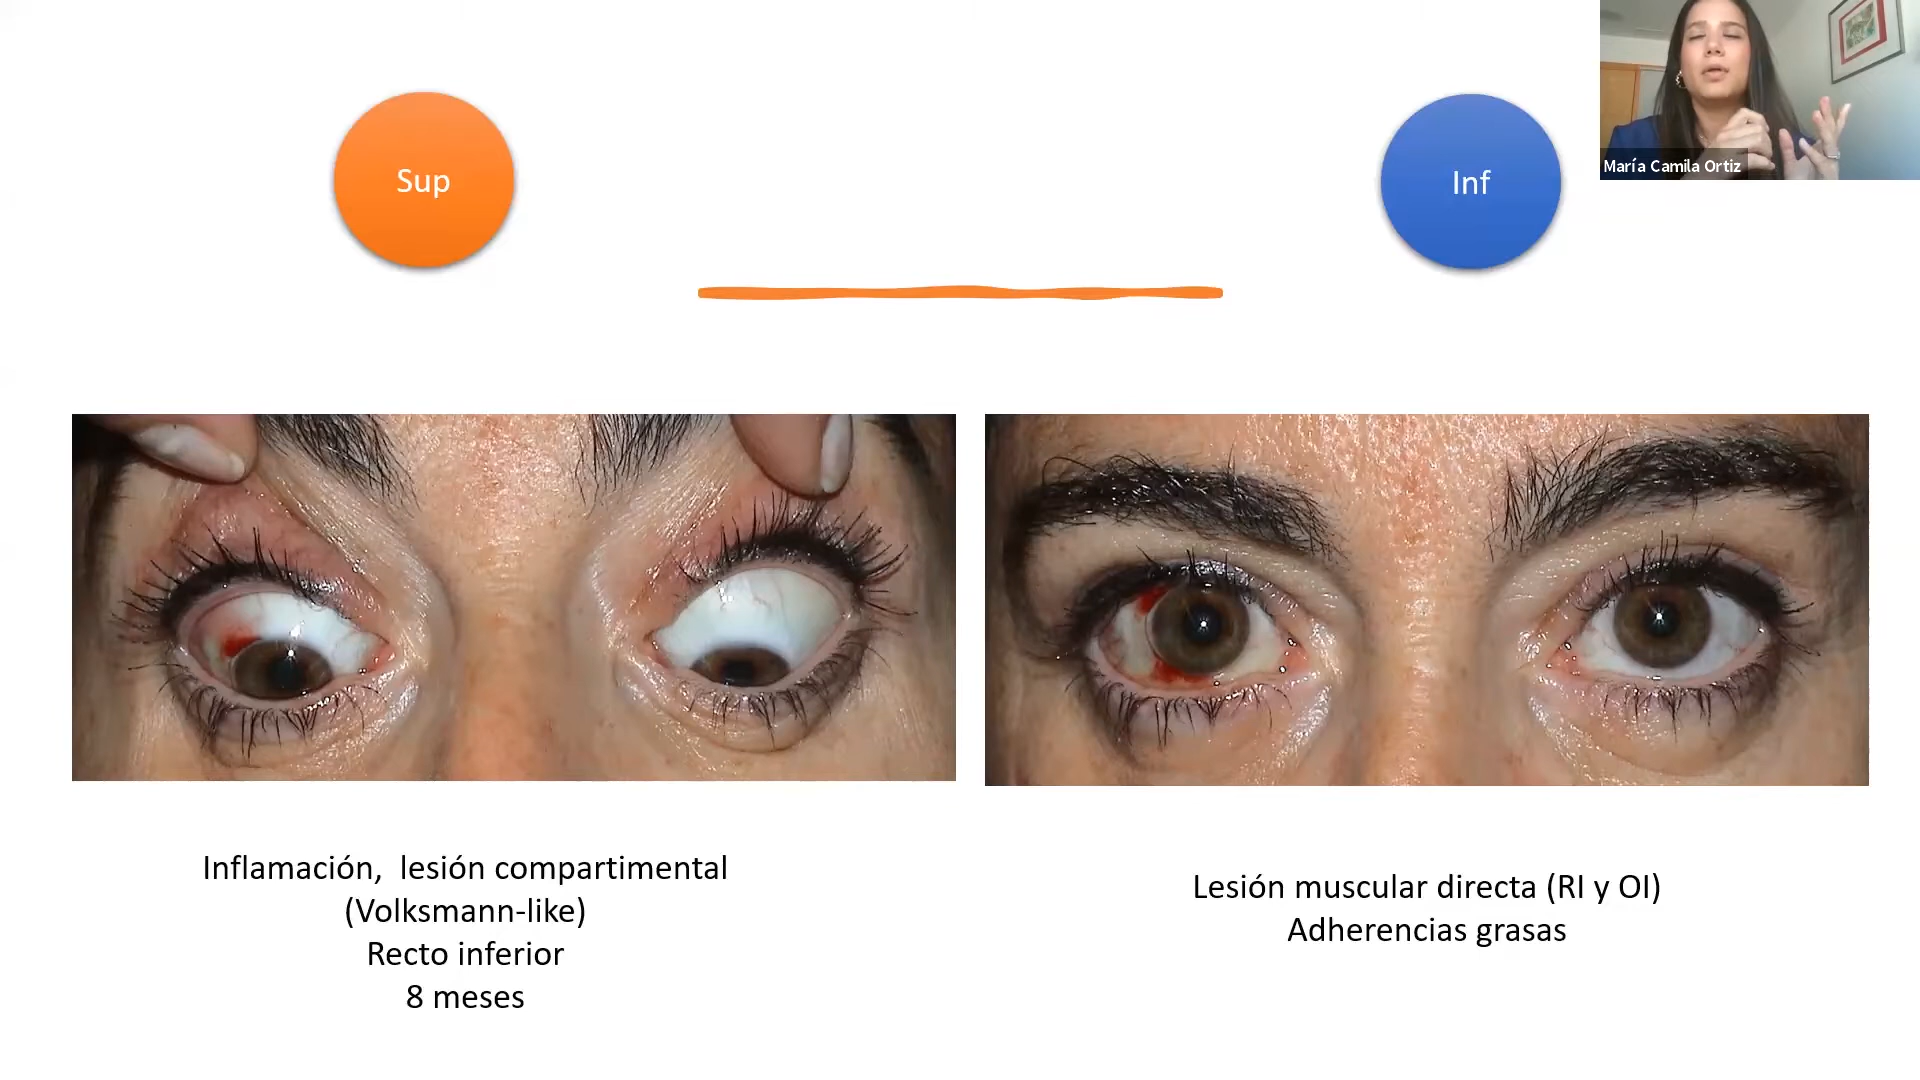 Sup
Inf
María Camila Ortiz
Inflamación, lesión compartimental
(Volksmann-like)
Recto inferior
8 meses
Lesión muscular directa (RI y OI)
Adherencias grasas